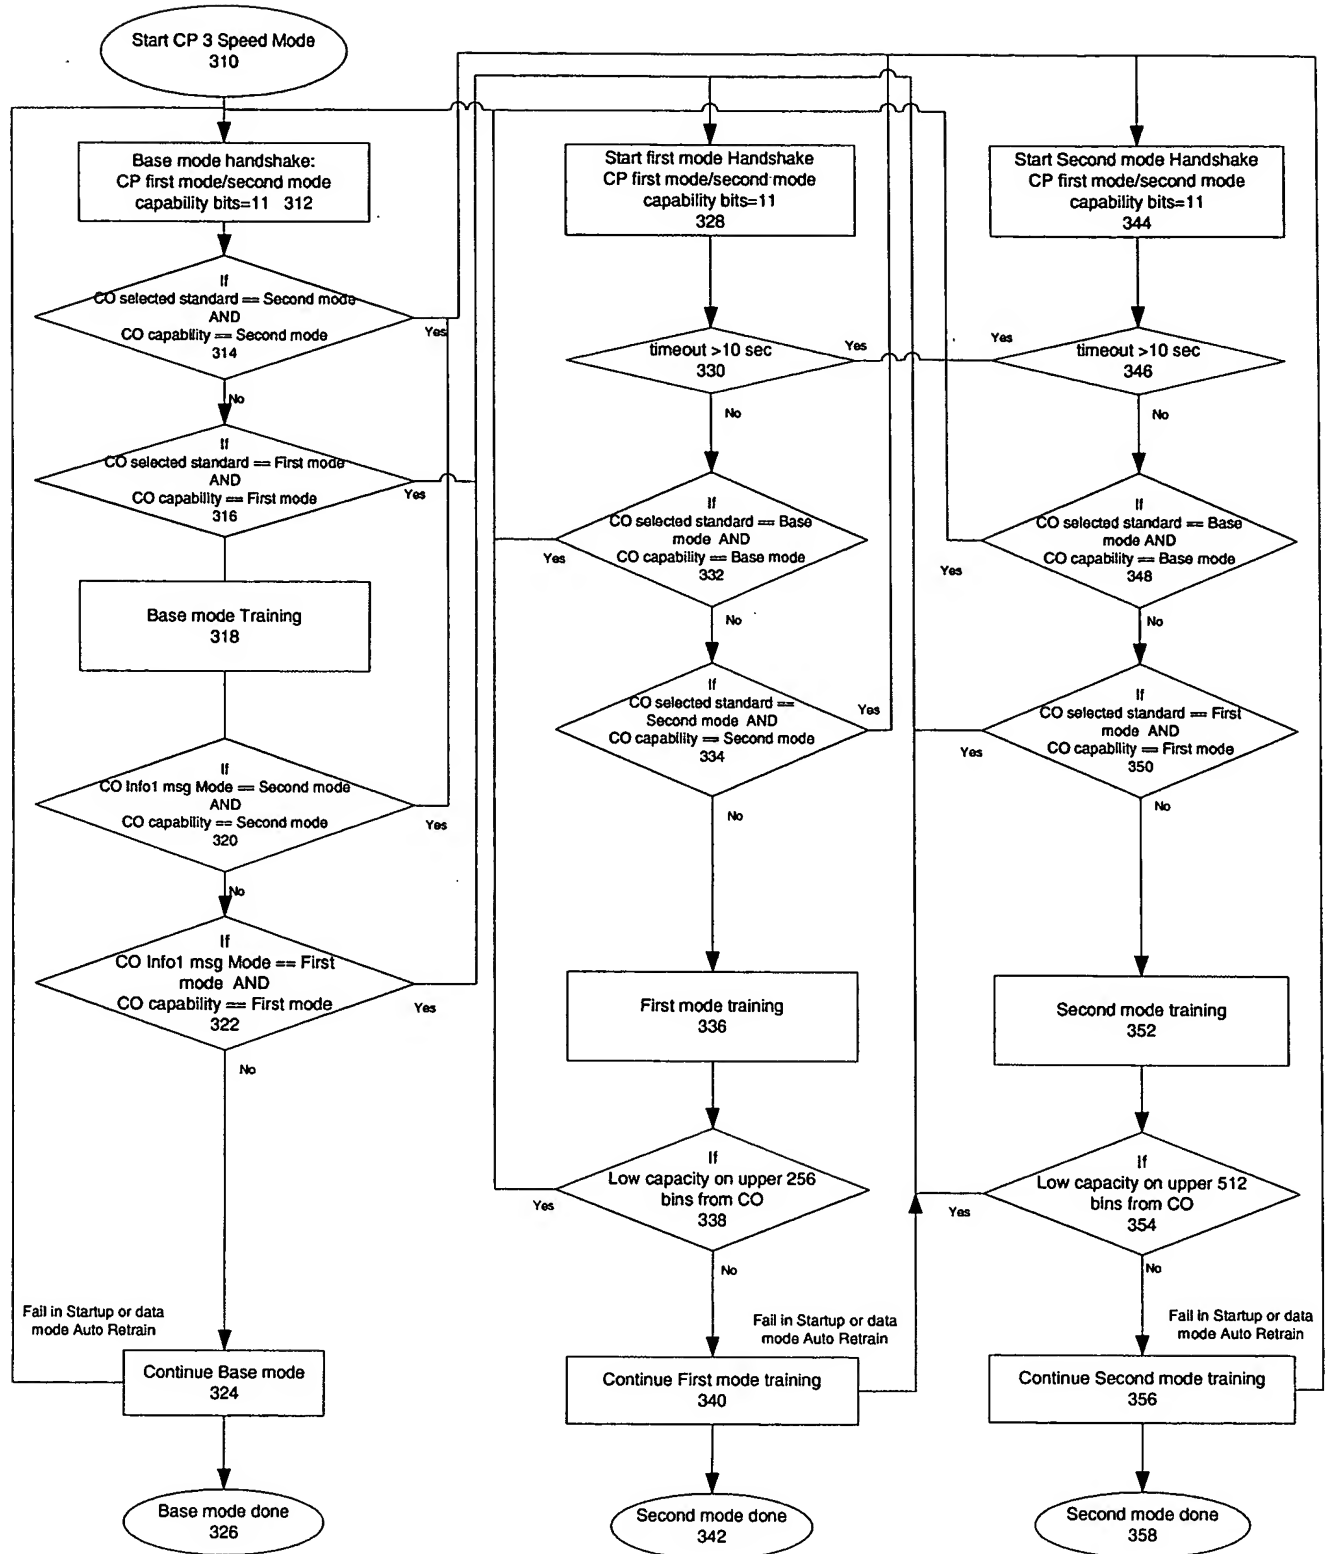 Start CP 3 Speed Mode
310
Base mode handshake:
CP first mode/second mode
capability bits=11 312
If
CO selected standard == Second mode
AND
CO capability == Second mode
314
Yes
No
If
CO selected standard == First mode
AND
CO capability == First mode
316
Yes
Base mode Training
318
If
CO Info1 msg Mode == Second mode
AND
CO capability == Second mode
320
Yes
No
If
CO Info1 msg Mode == First
mode AND
CO capability == First mode
322
Yes
No
Fail in Startup or data
mode Auto Retrain
Continue Base mode
324
Base mode done
326
Start first mode Handshake
CP first mode/second mode
capability bits=11
328
timeout >10 sec
330
Yes
No
If
CO selected standard == Base
mode AND
CO capability == Base mode
332
Yes
No
If
CO selected standard ==
Second mode AND
CO capability == Second mode
334
Yes
No
First mode training
336
If
Low capacity on upper 256
bins from CO
338
Yes
No
Fail in Startup or data
mode Auto Retrain
Continue First mode training
340
Second mode done
342
Start Second mode Handshake
CP first mode/second mode
capability bits=11
344
Yes
timeout >10 sec
346
No
If
CO selected standard == Base
mode AND
CO capability == Base mode
348
Yes
No
If
CO selected standard == First
mode AND
CO capability == First mode
350
Yes
No
Second mode training
352
If
Low capacity on upper 512
bins from CO
354
Yes
No
Fail in Startup or data
mode Auto Retrain
Continue Second mode training
356
Second mode done
358